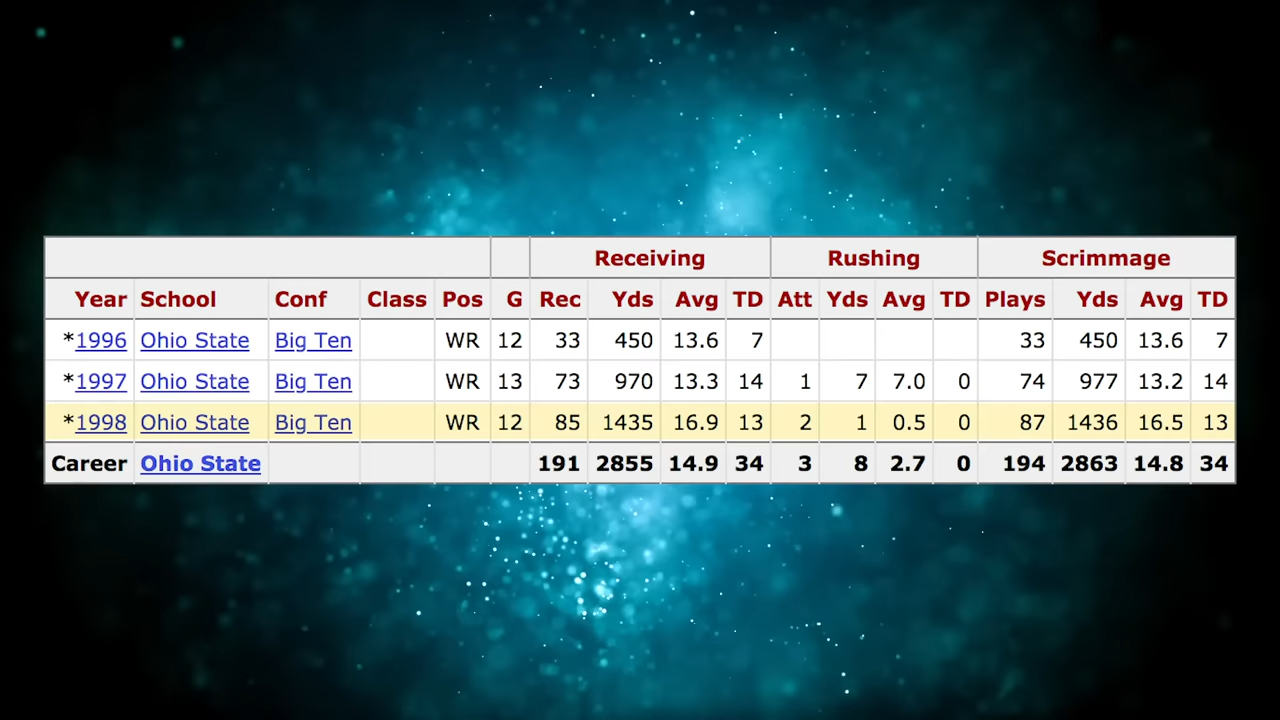 Receiving Rushing Scrimmage
Year School Conf Class Pos G Rec Yds Avg TD Att Yds Avg TD Plays Yds Avg TD
*1996 Ohio State Big Ten WR 12 33 450 13.6 7 33 450 13.6 7
*1997 Ohio State Big Ten WR 13 73 970 13.3 14 1 7 7.0 0 74 977 13.2 14
*1998 Ohio State Big Ten WR 12 85 1435 16.9 13 2 1 0.5 0 87 1436 16.5 13
Career Ohio State 191 2855 14.9 34 3 8 2.7 0 194 2863 14.8 34